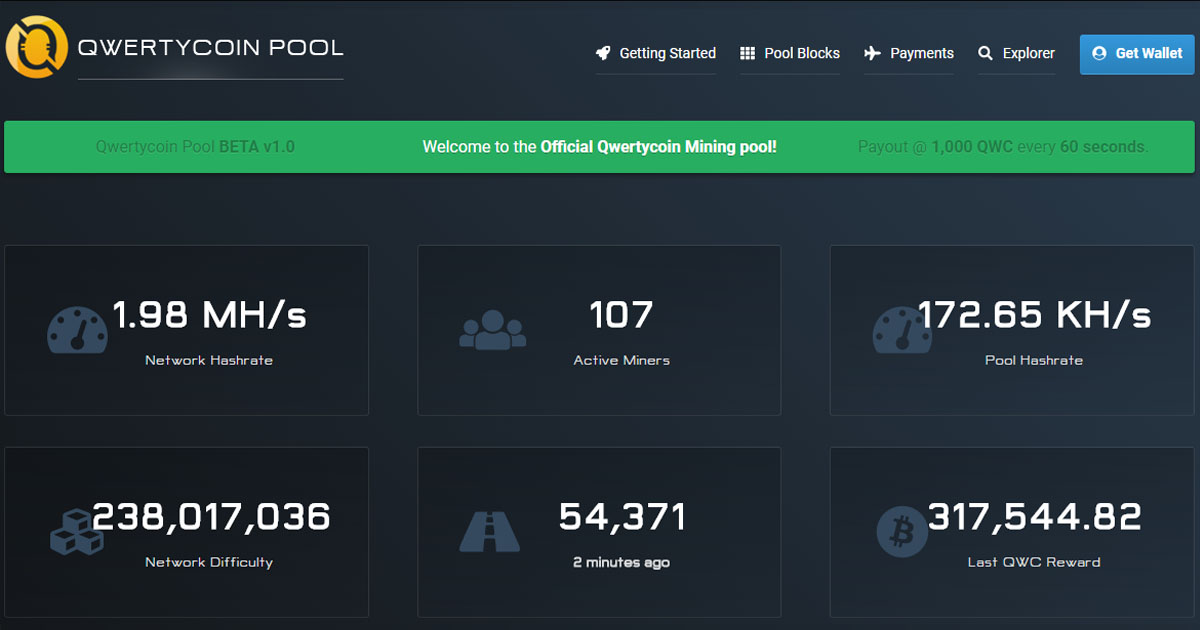 QWERTYCOIN POOL
Getting Started
Pool Blocks
Payments
Explorer
Get Wallet
Qwertycoin Pool BETA v1.0
Welcome to the Official Qwertycoin Mining pool!
Payout @ 1,000 QWC every 60 seconds.
1.98 MH/s
Network Hashrate
107
Active Miners
172.65 KH/s
Pool Hashrate
238,017,036
Network Difficulty
54,371
2 minutes ago
317,544.82
Last QWC Reward